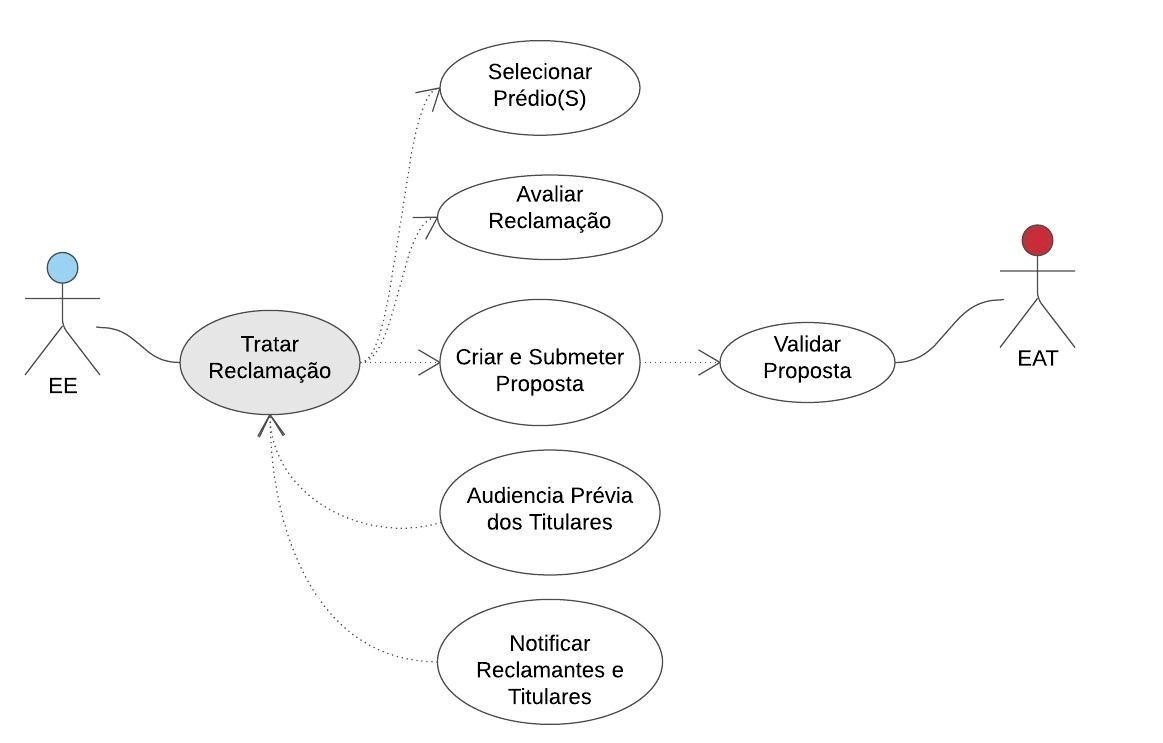 Selecionar
Prédio(S)
Avaliar
Reclamação
EE
Tratar
Reclamação
Criar e Submeter
Proposta
Validar
Proposta
EAT
Audiencia Prévia
dos Titulares
Notificar
Reclamantes e
Titulares